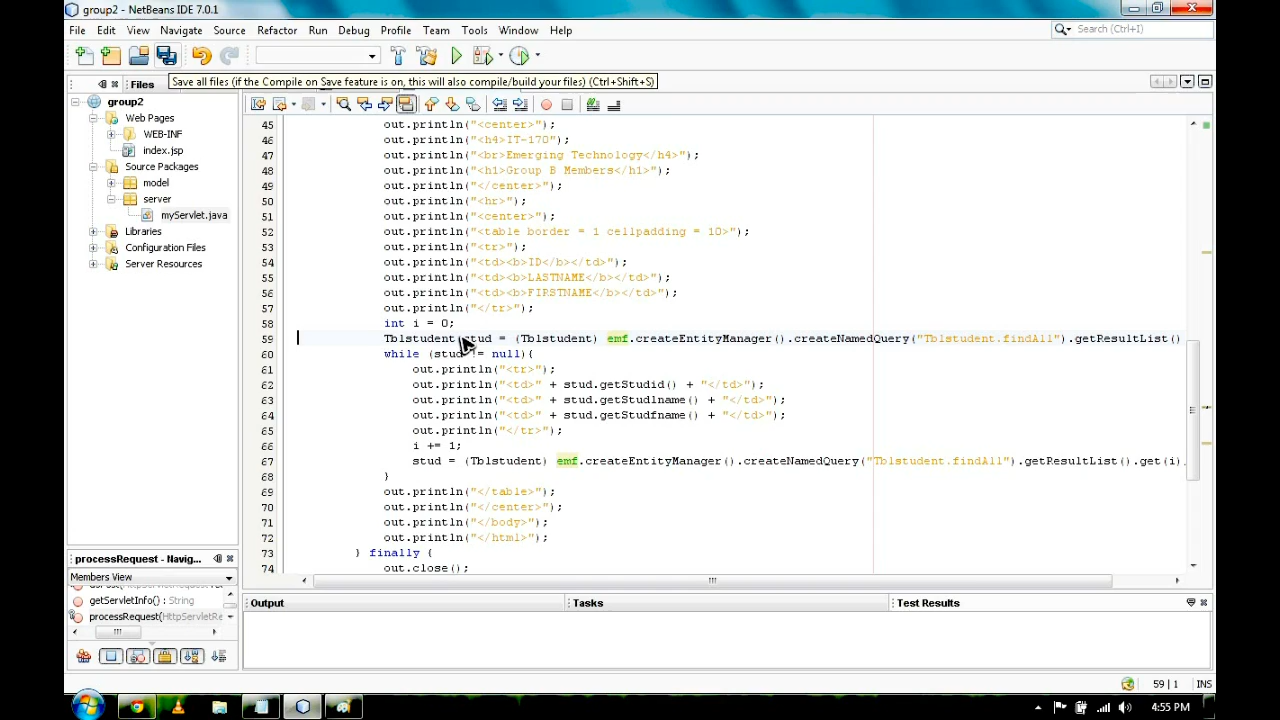 group2 - NetBeans IDE 7.0.1
File Edit View Navigate Source Refactor Run Debug Profile Team Tools Window Help
Search (Ctrl+I)
Save all files (if the Compile on Save feature is on, this will also compile/build your files) (Ctrl+Shift+S)
Files
group2
Web Pages
WEB-INF
index.jsp
Source Packages
model
server
myServlet.java
Libraries
Configuration Files
Server Resources
45 out.println("<center>");
46 out.println("<h4>IT-170");
47 out.println("<br>Emerging Technology</h4>");
48 out.println("<h1>Group B Members</h1>");
49 out.println("</center>");
50 out.println("<hr>");
51 out.println("<center>");
52 out.println("<table border = 1 cellpadding = 10>");
53 out.println("<tr>");
54 out.println("<td><b>ID</b></td>");
55 out.println("<td><b>LASTNAME</b></td>");
56 out.println("<td><b>FIRSTNAME</b></td>");
57 out.println("</tr>");
58 int i = 0;
59 Tblstudent stud = (Tblstudent) emf.createEntityManager().createNamedQuery("Tblstudent.findAll").getResultList()
60 while (stud != null){
61 out.println("<tr>");
62 out.println("<td>" + stud.getStudid() + "</td>");
63 out.println("<td>" + stud.getStudlname() + "</td>");
64 out.println("<td>" + stud.getStudfname() + "</td>");
65 out.println("</tr>");
66 i += 1;
67 stud = (Tblstudent) emf.createEntityManager().createNamedQuery("Tblstudent.findAll").getResultList().get(i)
68 }
69 out.println("</table>");
70 out.println("</center>");
71 out.println("</body>");
72 out.println("</html>");
73 } finally {
74 out.close();
processRequest - Navig...
Members View
getServletInfo() : String
processRequest(HttpServletRe
Output
Tasks
Test Results
59 | 1 INS
4:55 PM